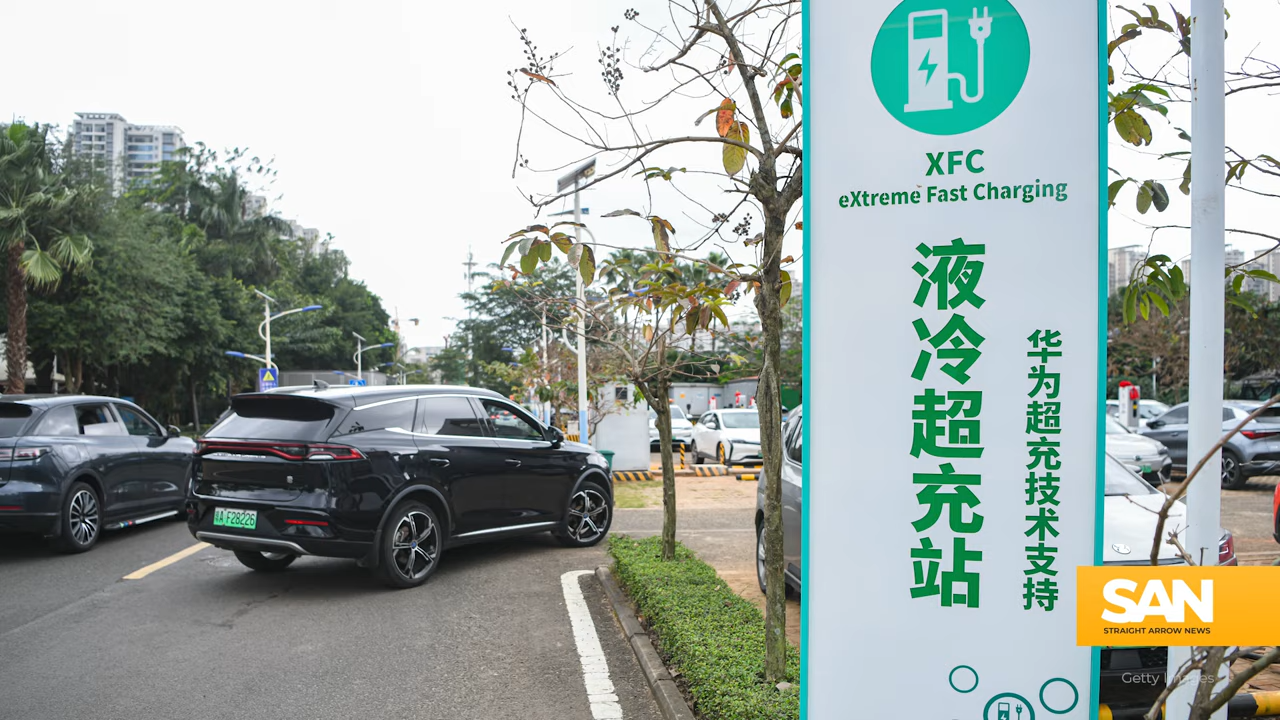 XFC
eXtreme Fast Charging
液冷超充站
华为超充技术支持
SAN
STRAIGHT ARROW NEWS
Getty Images